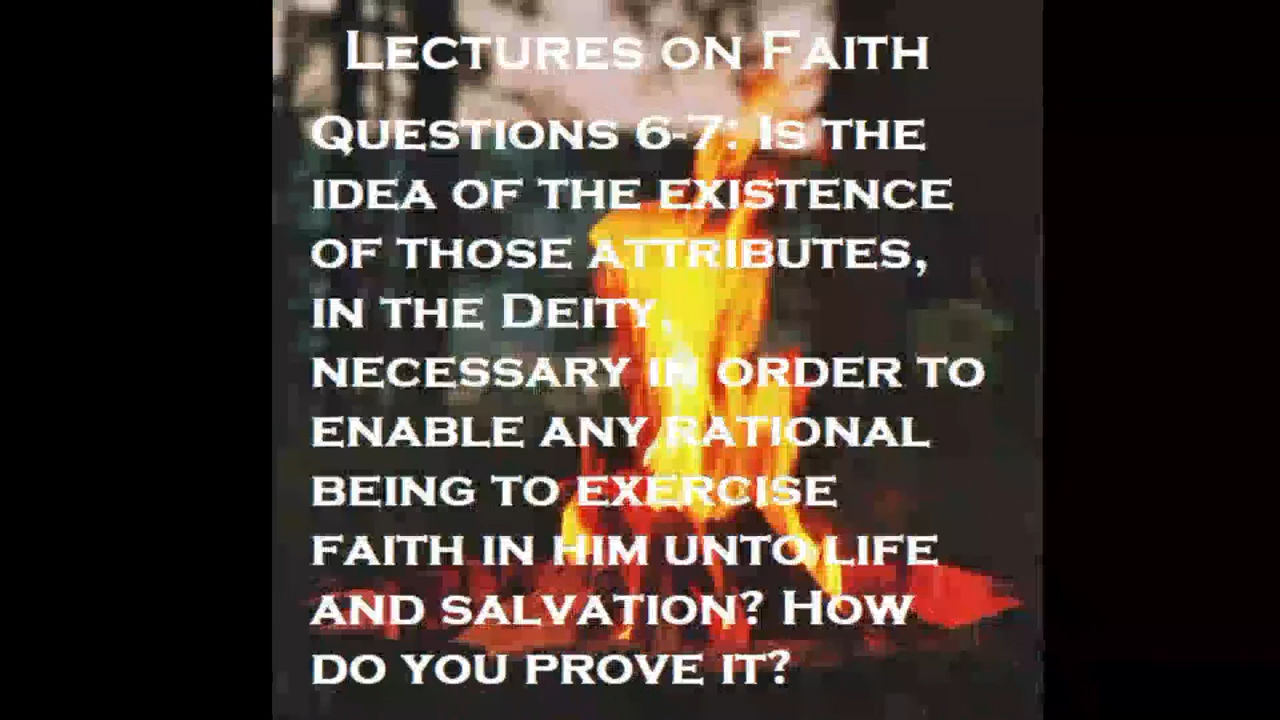 Lectures on Faith
Questions 6-7: Is the
idea of the existence
of those attributes,
in the Deity,
necessary in order to
enable any rational
being to exercise
faith in him unto life
and salvation? How
do you prove it?